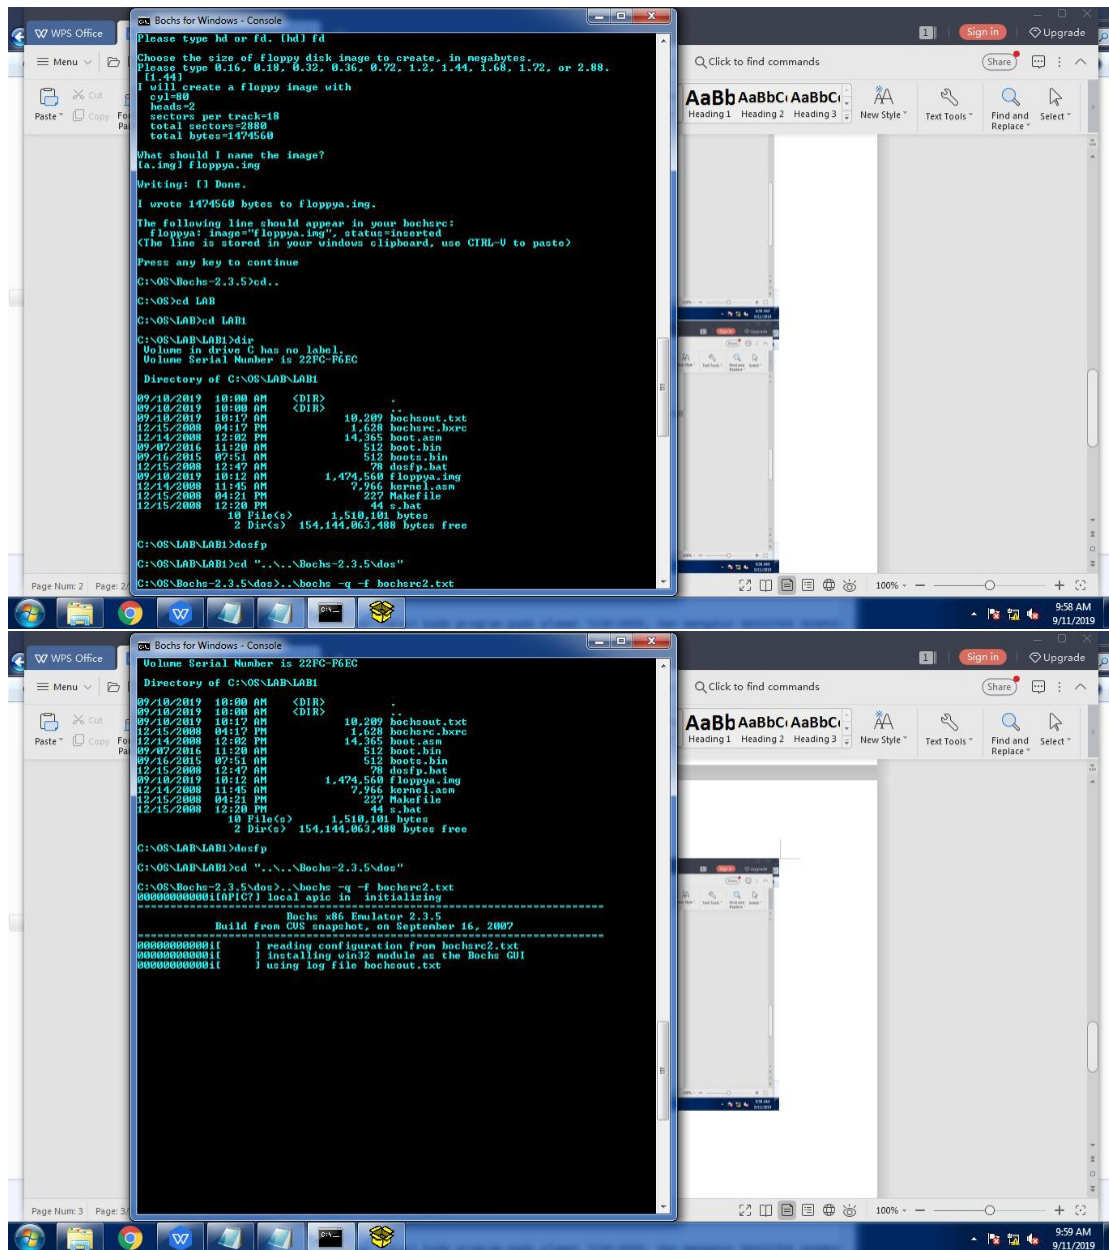 Bochs for Windows - Console
WPS Office
1
Sign in
Upgrade
Menu
Click to find commands
Share
Paste
Cut
Copy
AaBb AaBbC AaBbC
Heading 1 Heading 2 Heading 3
New Style
Text Tools
Find and Replace
Select
Please type hd or fd. [hd] fd
Choose the size of floppy disk image to create, in megabytes.
Please type 0.16, 0.18, 0.32, 0.36, 0.72, 1.2, 1.44, 1.68, 1.72, or 2.88.
[1.44]
I will create a floppy image with
cyl=80
heads=2
sectors per track=18
total sectors=2880
total bytes=1474560
What should I name the image?
[a.img] floppya.img
Writing: [] Done.
I wrote 1474560 bytes to floppya.img.
The following line should appear in your bochsrc:
floppya: image="floppya.img", status=inserted
(The line is stored in your windows clipboard, use CTRL-V to paste)
Press any key to continue
C:\OS\Bochs-2.3.5>cd..
C:\OS>cd LAB
C:\OS\LAB>cd LAB1
C:\OS\LAB\LAB1>dir
Volume in drive C has no label.
Volume Serial Number is 22FC-F6EC
Directory of C:\OS\LAB\LAB1
09/10/2019 10:00 AM <DIR> .
09/10/2019 10:00 AM <DIR> ..
09/10/2019 10:17 AM 10,209 bochsout.txt
12/15/2008 04:17 PM 1,628 bochsrc.bxrc
12/14/2008 12:02 PM 14,365 boot.asm
09/07/2016 11:20 AM 512 boot.bin
09/16/2015 07:51 AM 512 boots.bin
12/15/2008 12:47 AM 78 dosfp.bat
09/10/2019 10:12 AM 1,474,560 floppya.img
12/14/2008 11:45 AM 7,966 kernel.asm
12/15/2008 04:21 PM 227 Makefile
12/15/2008 12:20 PM 44 s.bat
10 File(s) 1,510,101 bytes
2 Dir(s) 154,144,063,488 bytes free
C:\OS\LAB\LAB1>dosfp
C:\OS\LAB\LAB1>cd "..\..\Bochs-2.3.5\dos"
C:\OS\Bochs-2.3.5\dos>..\bochs -q -f bochsrc2.txt
Page Num: 2 Page: 2/
100%
9:58 AM
9/11/2019
Bochs for Windows - Console
WPS Office
1
Sign in
Upgrade
Menu
Click to find commands
Share
Paste
Cut
Copy
AaBb AaBbC AaBbC
Heading 1 Heading 2 Heading 3
New Style
Text Tools
Find and Replace
Select
Volume Serial Number is 22FC-F6EC
Directory of C:\OS\LAB\LAB1
09/10/2019 10:00 AM <DIR> .
09/10/2019 10:00 AM <DIR> ..
09/10/2019 10:17 AM 10,209 bochsout.txt
12/15/2008 04:17 PM 1,628 bochsrc.bxrc
12/14/2008 12:02 PM 14,365 boot.asm
09/07/2016 11:20 AM 512 boot.bin
09/16/2015 07:51 AM 512 boots.bin
12/15/2008 12:47 AM 78 dosfp.bat
09/10/2019 10:12 AM 1,474,560 floppya.img
12/14/2008 11:45 AM 7,966 kernel.asm
12/15/2008 04:21 PM 227 Makefile
12/15/2008 12:20 PM 44 s.bat
10 File(s) 1,510,101 bytes
2 Dir(s) 154,144,063,488 bytes free
C:\OS\LAB\LAB1>dosfp
C:\OS\LAB\LAB1>cd "..\..\Bochs-2.3.5\dos"
C:\OS\Bochs-2.3.5\dos>..\bochs -q -f bochsrc2.txt
00000000000i[APIC?] local apic in initializing
========================================================================
Bochs x86 Emulator 2.3.5
Build from CVS snapshot, on September 16, 2007
========================================================================
00000000000i[ ] reading configuration from bochsrc2.txt
00000000000i[ ] installing win32 module as the Bochs GUI
00000000000i[ ] using log file bochsout.txt
Page Num: 3 Page: 3/
100%
9:59 AM
9/11/2019